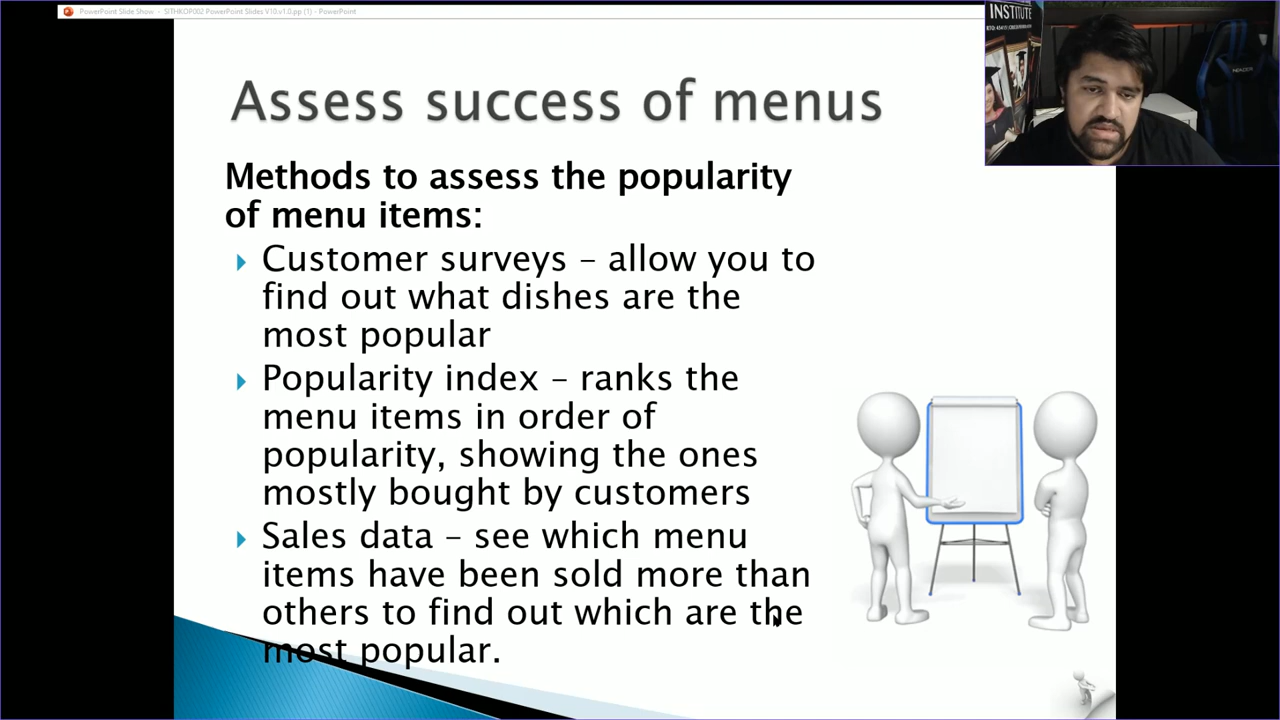 PowerPoint Slide Show - SITHKOP002 PowerPoint Slides V10.v1.0.pp (1) - PowerPoint
INSTITUTE
Assess success of menus
Methods to assess the popularity
of menu items:
Customer surveys – allow you to
find out what dishes are the
most popular
Popularity index – ranks the
menu items in order of
popularity, showing the ones
mostly bought by customers
Sales data – see which menu
items have been sold more than
others to find out which are the
most popular.